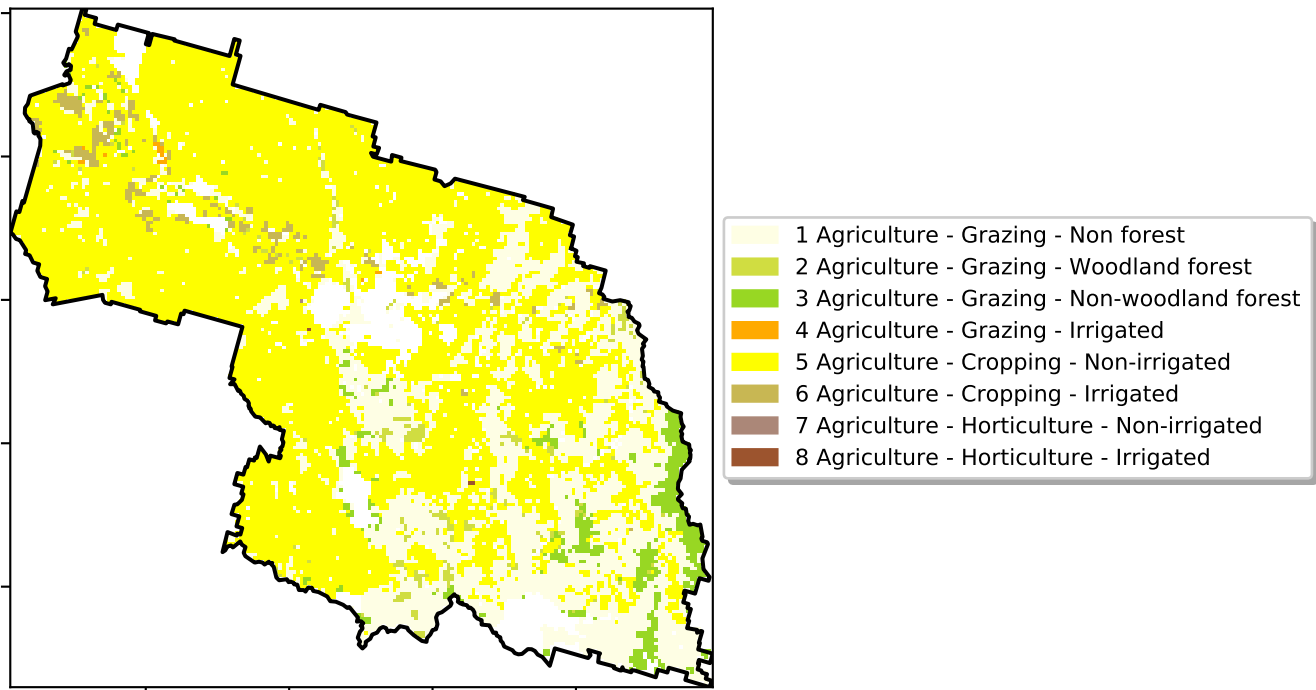 1 Agriculture - Grazing - Non forest
2 Agriculture - Grazing - Woodland forest
3 Agriculture - Grazing - Non-woodland forest
4 Agriculture - Grazing - Irrigated
5 Agriculture - Cropping - Non-irrigated
6 Agriculture - Cropping - Irrigated
7 Agriculture - Horticulture - Non-irrigated
8 Agriculture - Horticulture - Irrigated